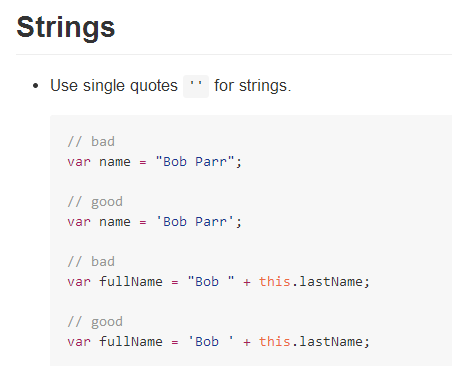 Strings
• Use single quotes '' for strings.
// bad
var name = "Bob Parr";
// good
var name = 'Bob Parr';
// bad
var fullName = "Bob " + this.lastName;
// good
var fullName = 'Bob ' + this.lastName;